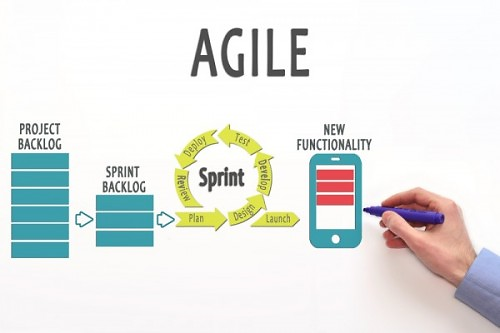 AGILE
PROJECT
BACKLOG
SPRINT
BACKLOG
Sprint
Plan
Design
Develop
Test
Deploy
Review
Launch
NEW
FUNCTIONALITY